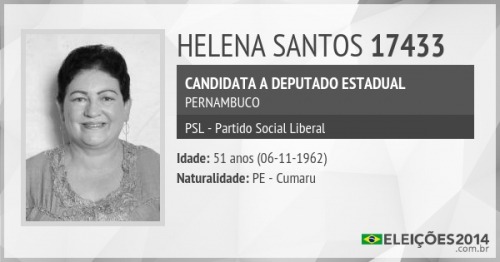 HELENA SANTOS 17433
CANDIDATA A DEPUTADO ESTADUAL
PERNAMBUCO
PSL - Partido Social Liberal
Idade: 51 anos (06-11-1962)
Naturalidade: PE - Cumaru
ELEIÇÕES2014
.com.br